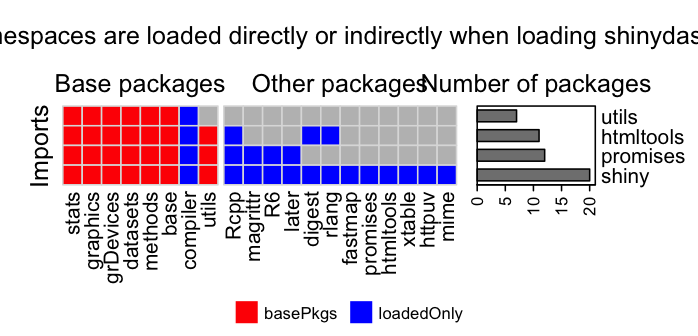 nespaces are loaded directly or indirectly when loading shinydas
Base packages Other packages Number of packages
Imports
utils
htmltools
promises
shiny
0 5 10 15 20
stats graphics grDevices datasets methods base compiler utils Rcpp magrittr R6 later digest rlang fastmap promises htmltools xtable httpuv mime
basePkgs loadedOnly